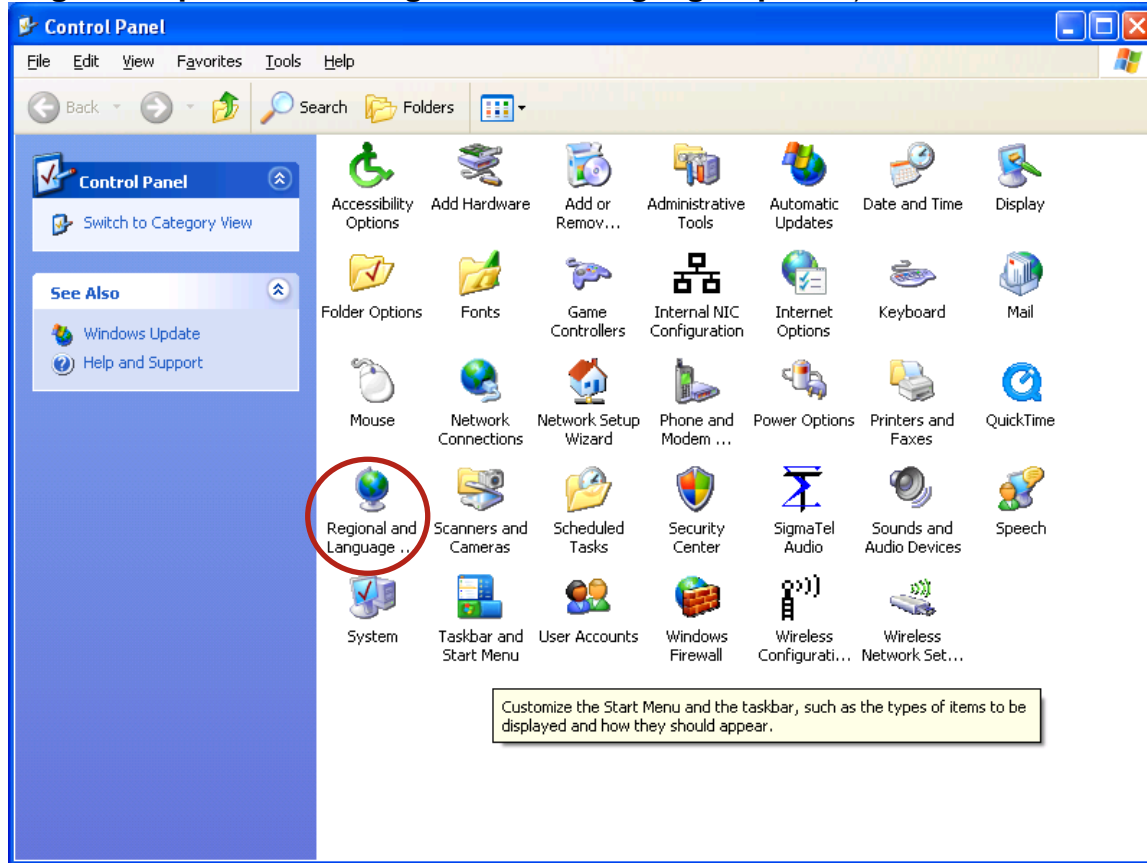 Control Panel
File Edit View Favorites Tools Help
Back Search Folders
Control Panel
Switch to Category View
See Also
Windows Update
Help and Support
Accessibility Options
Add Hardware
Add or Remov...
Administrative Tools
Automatic Updates
Date and Time
Display
Folder Options
Fonts
Game Controllers
Internal NIC Configuration
Internet Options
Keyboard
Mail
Mouse
Network Connections
Network Setup Wizard
Phone and Modem ...
Power Options
Printers and Faxes
QuickTime
Regional and Language ...
Scanners and Cameras
Scheduled Tasks
Security Center
SigmaTel Audio
Sounds and Audio Devices
Speech
System
Taskbar and Start Menu
User Accounts
Windows Firewall
Wireless Configurati...
Wireless Network Set...
Customize the Start Menu and the taskbar, such as the types of items to be
displayed and how they should appear.